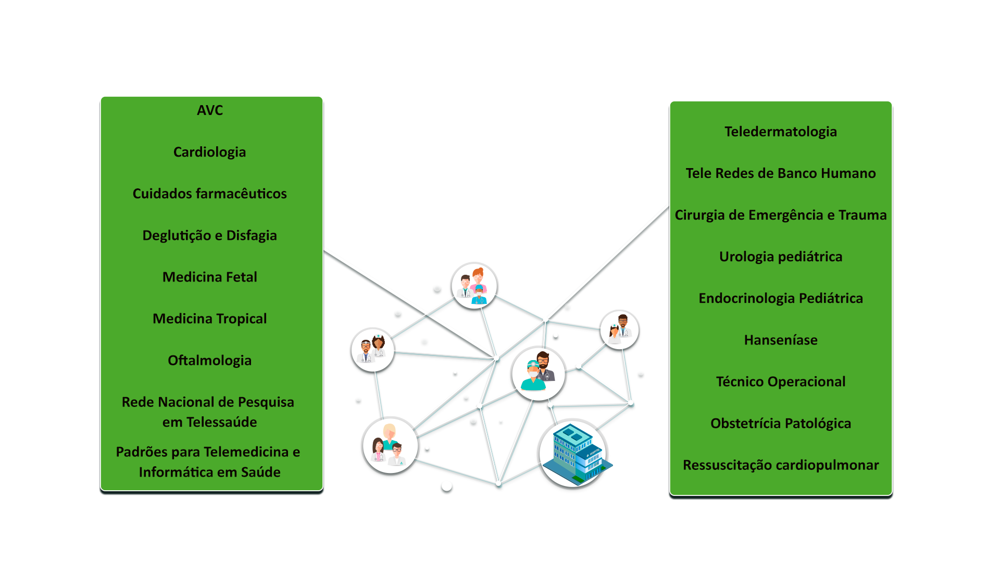 AVC
Cardiologia
Cuidados farmacêuticos
Deglutição e Disfagia
Medicina Fetal
Medicina Tropical
Oftalmologia
Rede Nacional de Pesquisa
em Telessaúde
Padrões para Telemedicina e
Informática em Saúde
Teledermatologia
Tele Redes de Banco Humano
Cirurgia de Emergência e Trauma
Urologia pediátrica
Endocrinologia Pediátrica
Hanseníase
Técnico Operacional
Obstetrícia Patológica
Ressuscitação cardiopulmonar
HOSPITAL